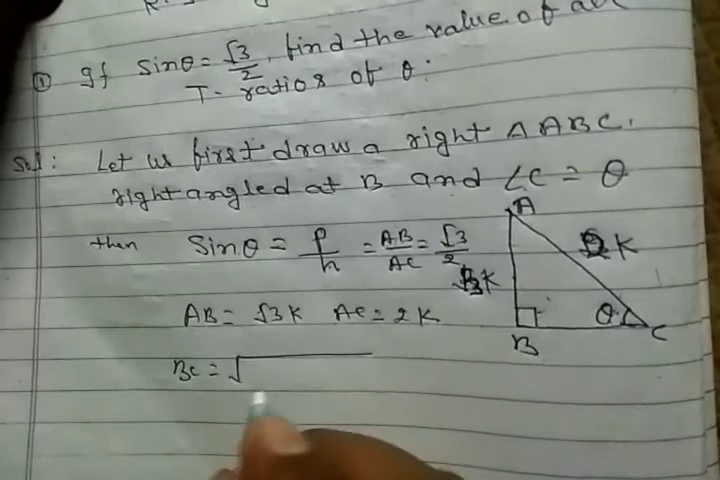 ① If sinθ = √3/2, find the value of all
T-ratios of θ:
Sol: Let us first draw a right △ ABC,
right angled at B and ∠C = θ
then sinθ = p/h = AB/AC = √3/2
AB = √3K AC = 2K
BC = √
A
2K
√3K
θ
B
C